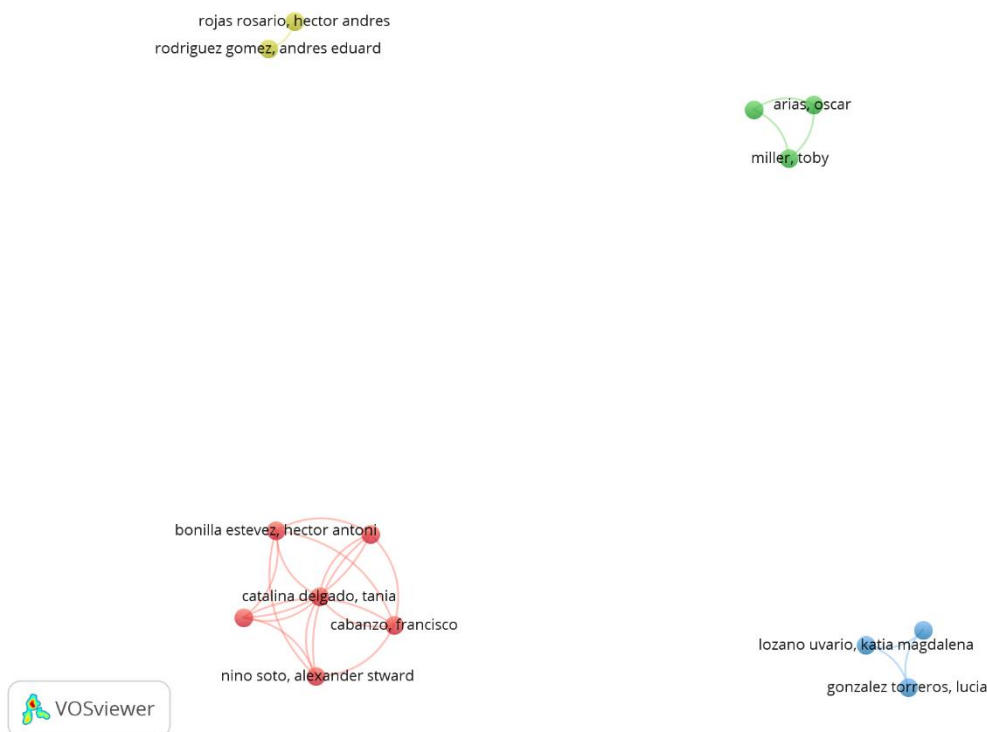 rojas rosario, hector andres
rodriguez gomez, andres eduard
arias, oscar
miller, toby
bonilla estevez, hector antoni
catalina delgado, tania
cabanzo, francisco
nino soto, alexander stward
lozano uvario, katia magdalena
gonzalez torreros, lucia
VOSviewer